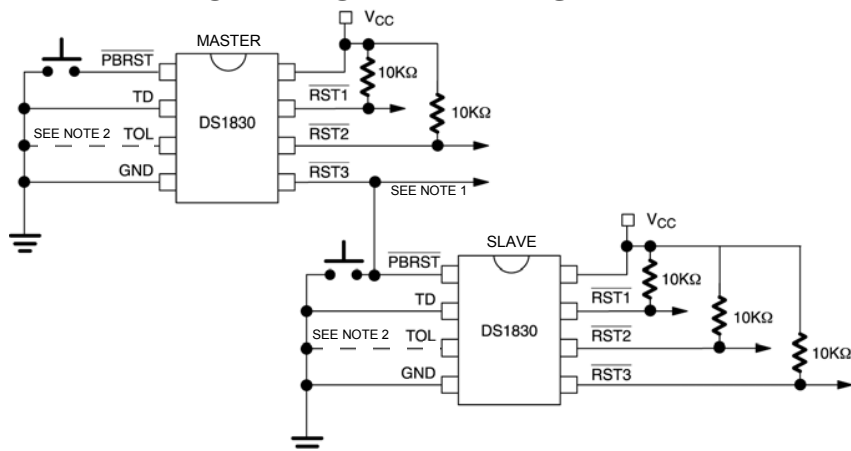 VCC
MASTER
PBRST
10KΩ
TD
RST1
DS1830
10KΩ
SEE NOTE 2
TOL
RST2
GND
RST3
SEE NOTE 1
VCC
SLAVE
PBRST
10KΩ
TD
RST1
DS1830
10KΩ
SEE NOTE 2
TOL
RST2
10KΩ
GND
RST3